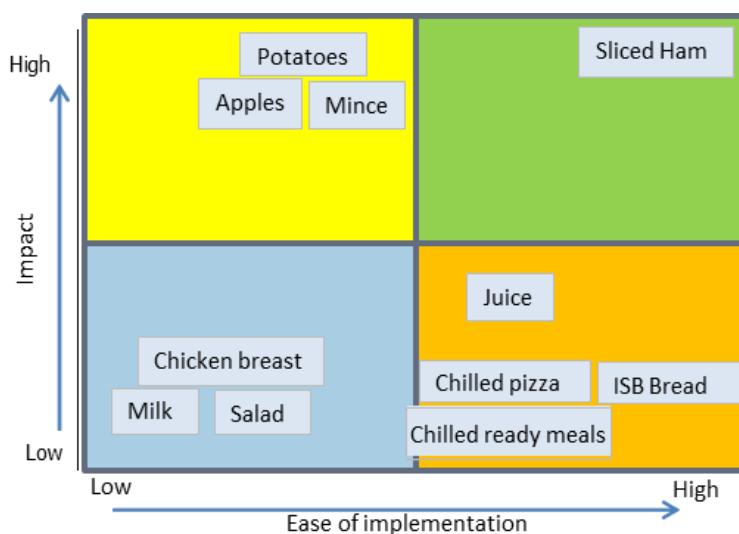 High
Potatoes
Sliced Ham
Apples
Mince
Impact
Juice
Chicken breast
Chilled pizza
ISB Bread
Milk
Salad
Chilled ready meals
Low
Low
High
Ease of implementation